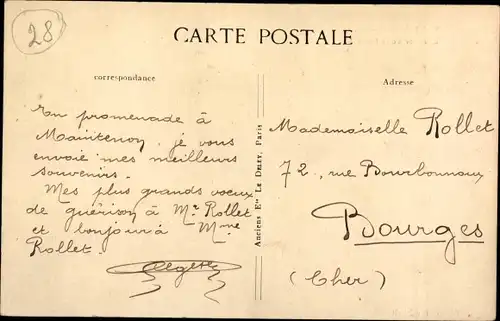 28
CARTE POSTALE
correspondance
Adresse
En promenade à
Maintenon, je vous
envoie mes meilleurs
souvenirs.
Mes plus grands voeux
de guérison à Mr Rollet
et bonjour à Mme
Rollet.
Anciens Ets Le Deley, Paris
Mademoiselle Rollet
72, rue Bourbonnoux
Bourges
(Cher)